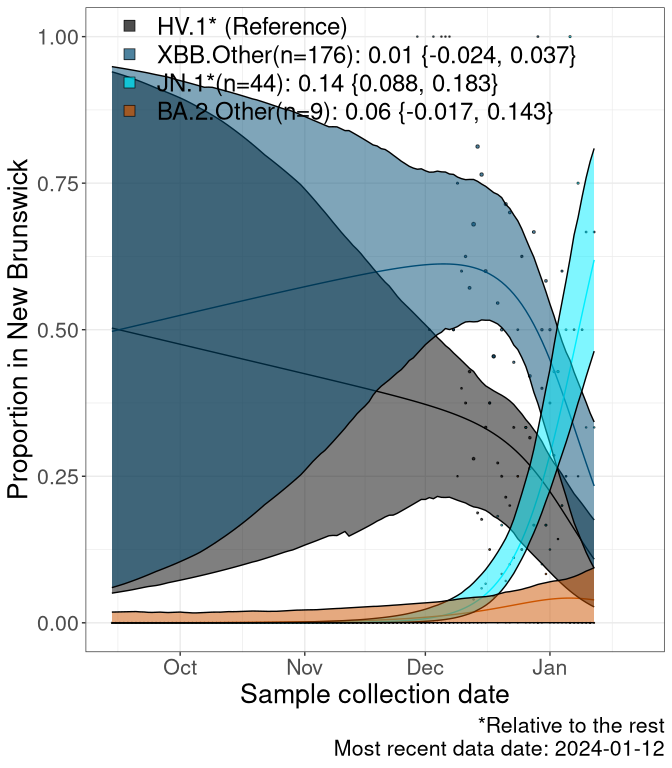 HV.1* (Reference)
XBB.Other(n=176): 0.01 {-0.024, 0.037}
JN.1*(n=44): 0.14 {0.088, 0.183}
BA.2.Other(n=9): 0.06 {-0.017, 0.143}
1.00
0.75
0.50
0.25
0.00
Proportion in New Brunswick
Oct Nov Dec Jan
Sample collection date
*Relative to the rest
Most recent data date: 2024-01-12